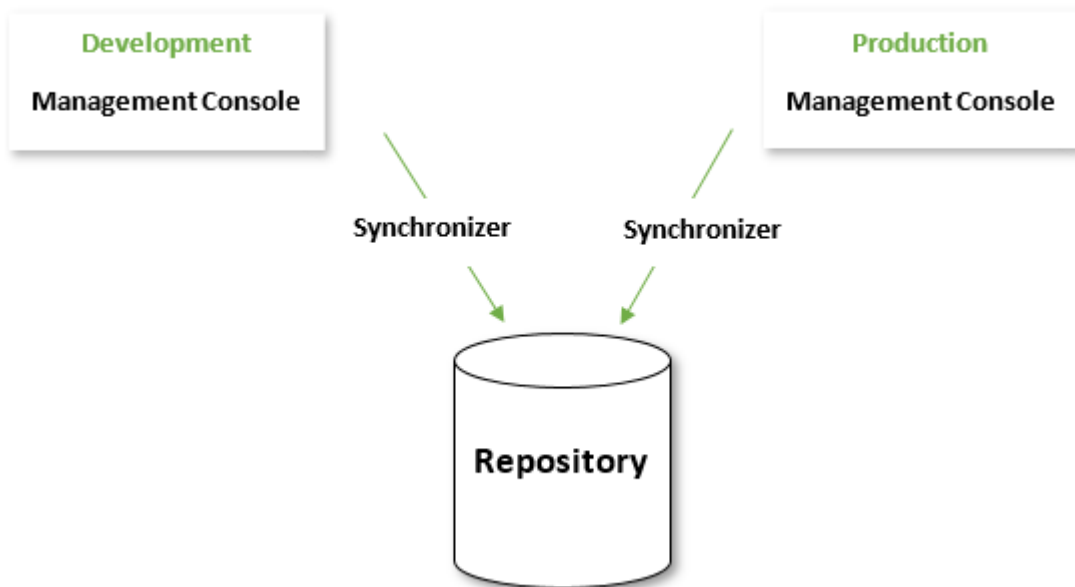 Development
Management Console
Production
Management Console
Synchronizer
Synchronizer
Repository